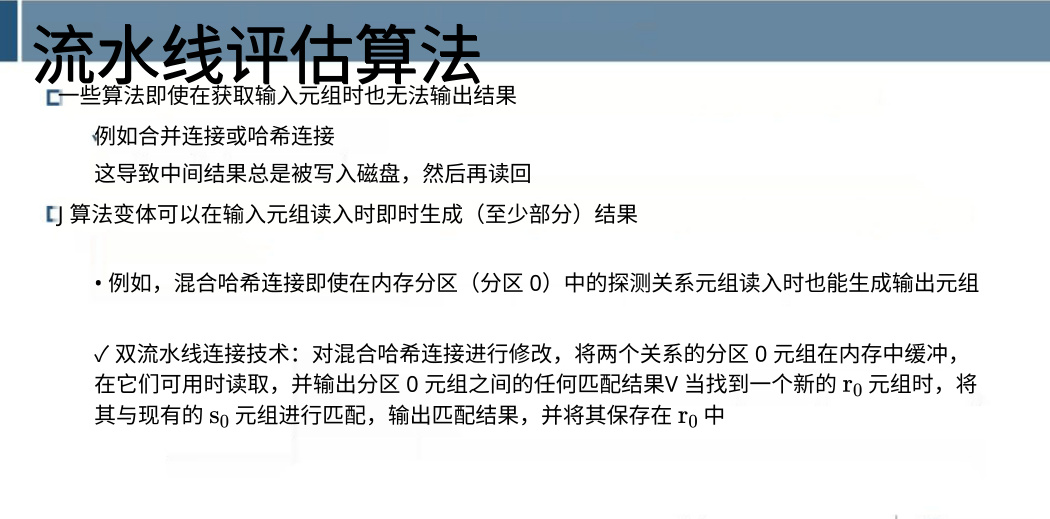 流水线评估算法
一些算法即使在获取输入元组时也无法输出结果
例如合并连接或哈希连接
这导致中间结果总是被写入磁盘，然后再读回
J 算法变体可以在输入元组读入时即时生成（至少部分）结果
• 例如，混合哈希连接即使在内存分区（分区 0）中的探测关系元组读入时也能生成输出元组
✓ 双流水线连接技术：对混合哈希连接进行修改，将两个关系的分区 0 元组在内存中缓冲，
在它们可用时读取，并输出分区 0 元组之间的任何匹配结果V 当找到一个新的 r₀ 元组时，将
其与现有的 s₀ 元组进行匹配，输出匹配结果，并将其保存在 r₀ 中